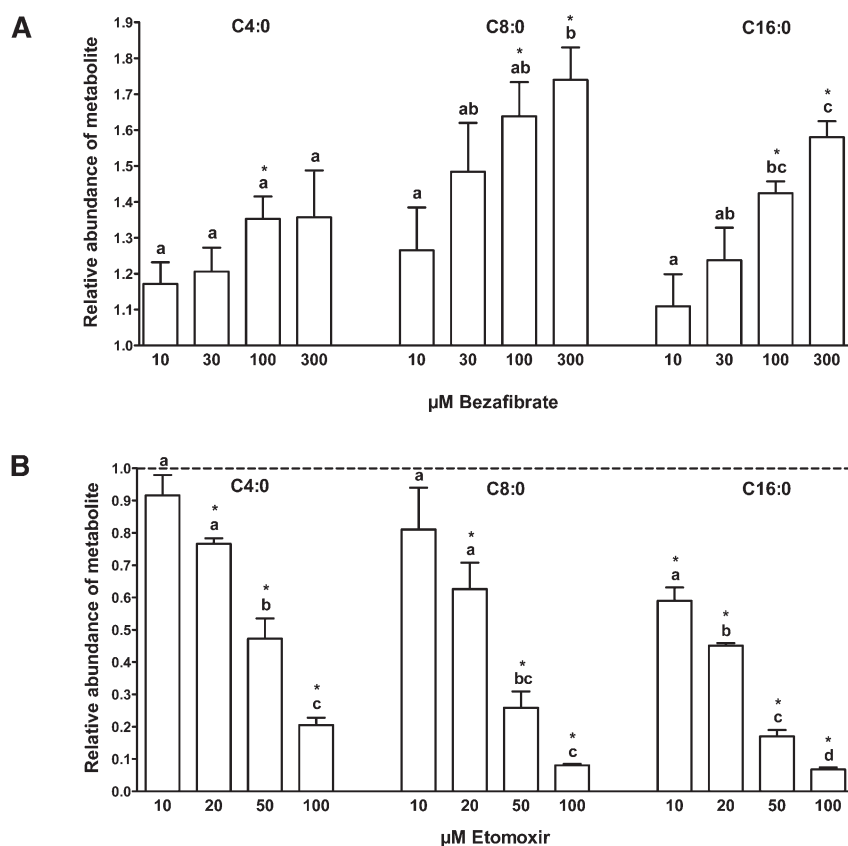 A
Relative abundance of metabolite
1.9
1.8
1.7
1.6
1.5
1.4
1.3
1.2
1.1
1.0
C4:0 C8:0 C16:0
a a * a a
a ab * ab * b
a ab * bc * c
10 30 100 300 10 30 100 300 10 30 100 300
µM Bezafibrate
B
Relative abundance of metabolite
1.0
0.9
0.8
0.7
0.6
0.5
0.4
0.3
0.2
0.1
0.0
C4:0 C8:0 C16:0
a * a * b * c
a * a * bc * c
* a * b * c * d
10 20 50 100 10 20 50 100 10 20 50 100
µM Etomoxir